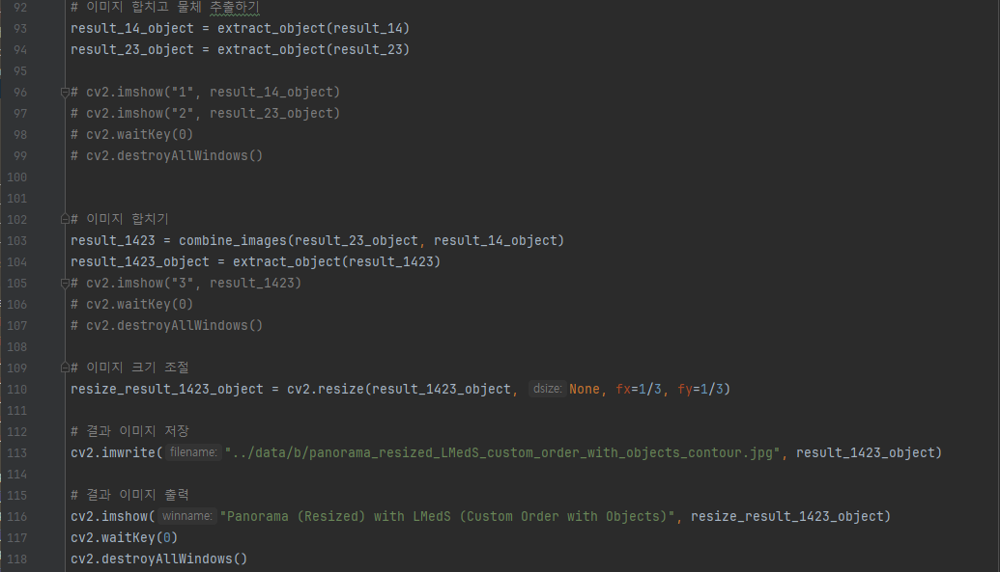 92 # 이미지 합치고 물체 추출하기
93 result_14_object = extract_object(result_14)
94 result_23_object = extract_object(result_23)
95
96 # cv2.imshow("1", result_14_object)
97 # cv2.imshow("2", result_23_object)
98 # cv2.waitKey(0)
99 # cv2.destroyAllWindows()
100
101
102 # 이미지 합치기
103 result_1423 = combine_images(result_23_object, result_14_object)
104 result_1423_object = extract_object(result_1423)
105 # cv2.imshow("3", result_1423)
106 # cv2.waitKey(0)
107 # cv2.destroyAllWindows()
108
109 # 이미지 크기 조절
110 resize_result_1423_object = cv2.resize(result_1423_object, dsize: None, fx=1/3, fy=1/3)
111
112 # 결과 이미지 저장
113 cv2.imwrite( filename: "../data/b/panorama_resized_LMedS_custom_order_with_objects_contour.jpg", result_1423_object)
114
115 # 결과 이미지 출력
116 cv2.imshow( winname: "Panorama (Resized) with LMedS (Custom Order with Objects)", resize_result_1423_object)
117 cv2.waitKey(0)
118 cv2.destroyAllWindows()